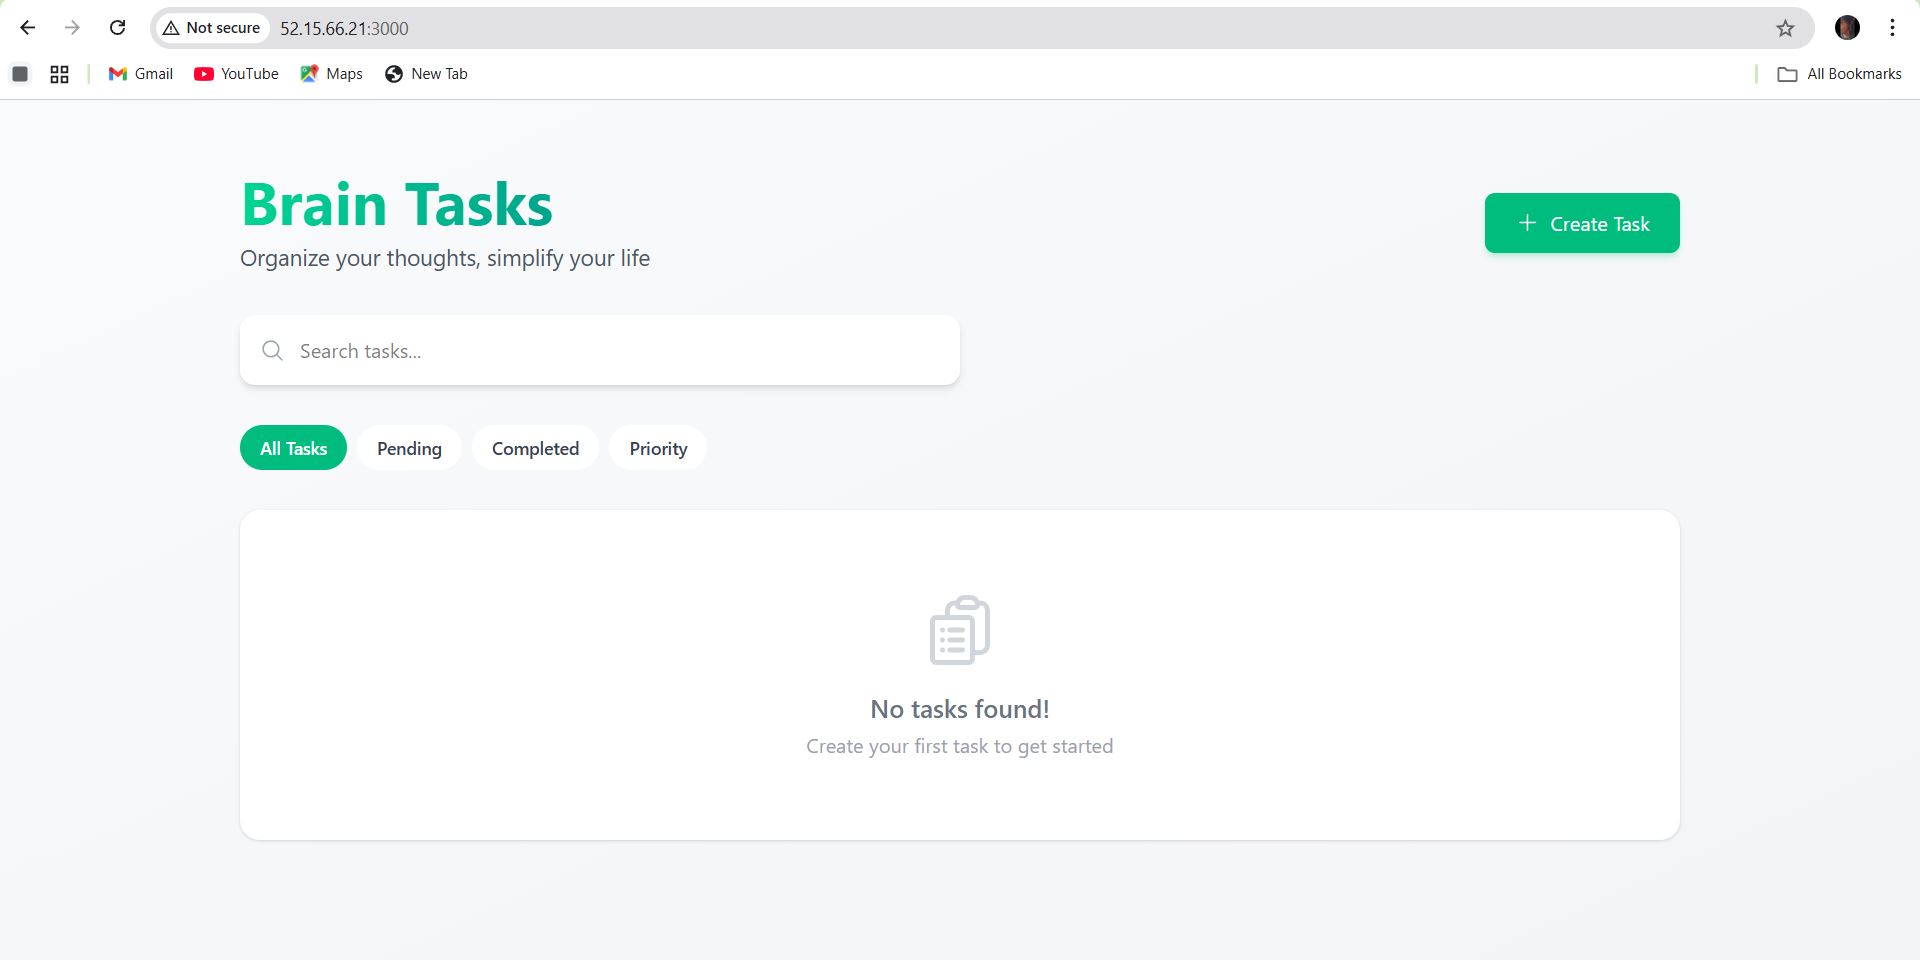 Not secure 52.15.66.21:3000
Gmail YouTube Maps New Tab All Bookmarks
Brain Tasks
Create Task
Organize your thoughts, simplify your life
Search tasks...
All Tasks Pending Completed Priority
No tasks found!
Create your first task to get started